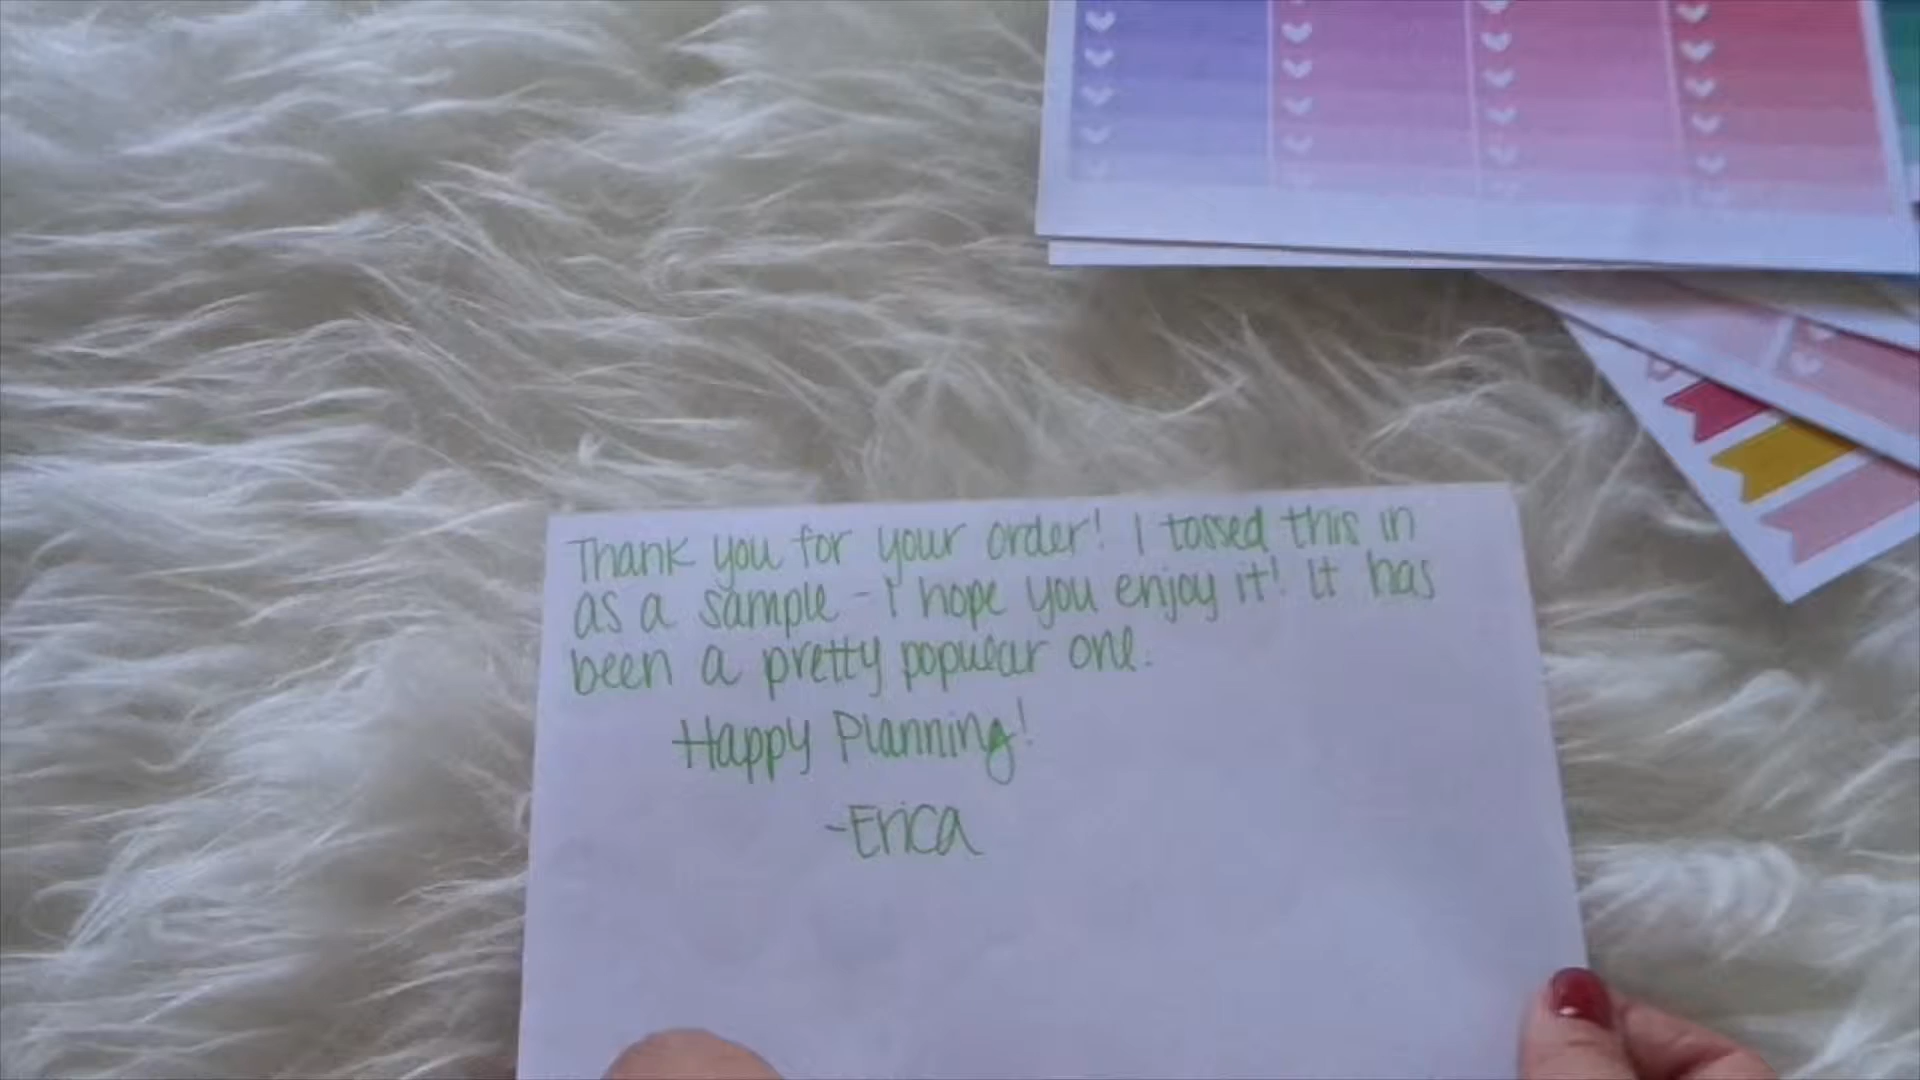 Thank you for your order! I tossed this in
as a sample - I hope you enjoy it! It has
been a pretty popular one.
Happy Planning!
-Erica